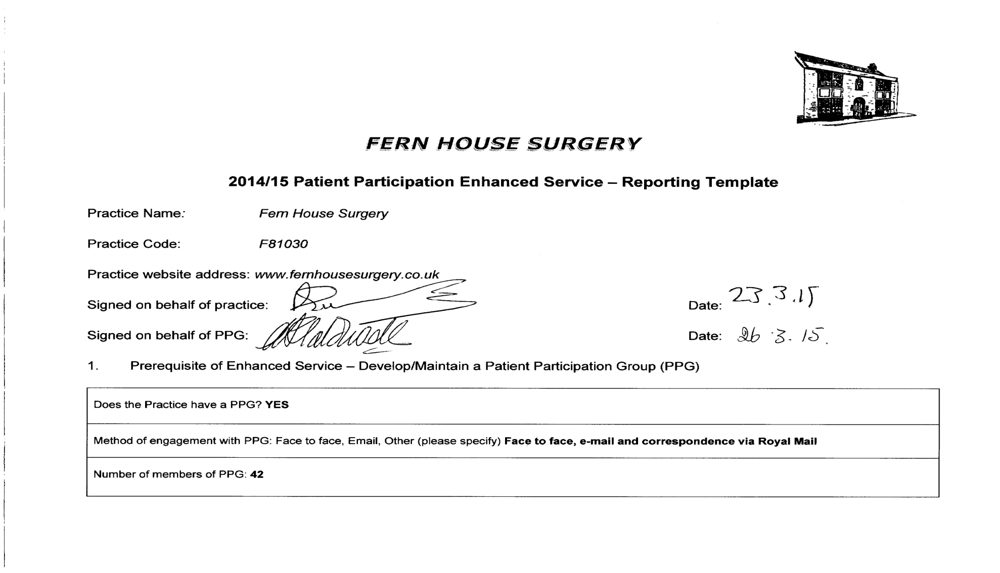 FERN HOUSE SURGERY
2014/15 Patient Participation Enhanced Service – Reporting Template
Practice Name: Fern House Surgery
Practice Code: F81030
Practice website address: www.fernhousesurgery.co.uk
Signed on behalf of practice: Date: 23.3.15
Signed on behalf of PPG: Date: 26.3.15.
1. Prerequisite of Enhanced Service – Develop/Maintain a Patient Participation Group (PPG)
Does the Practice have a PPG? YES
Method of engagement with PPG: Face to face, Email, Other (please specify) Face to face, e-mail and correspondence via Royal Mail
Number of members of PPG: 42